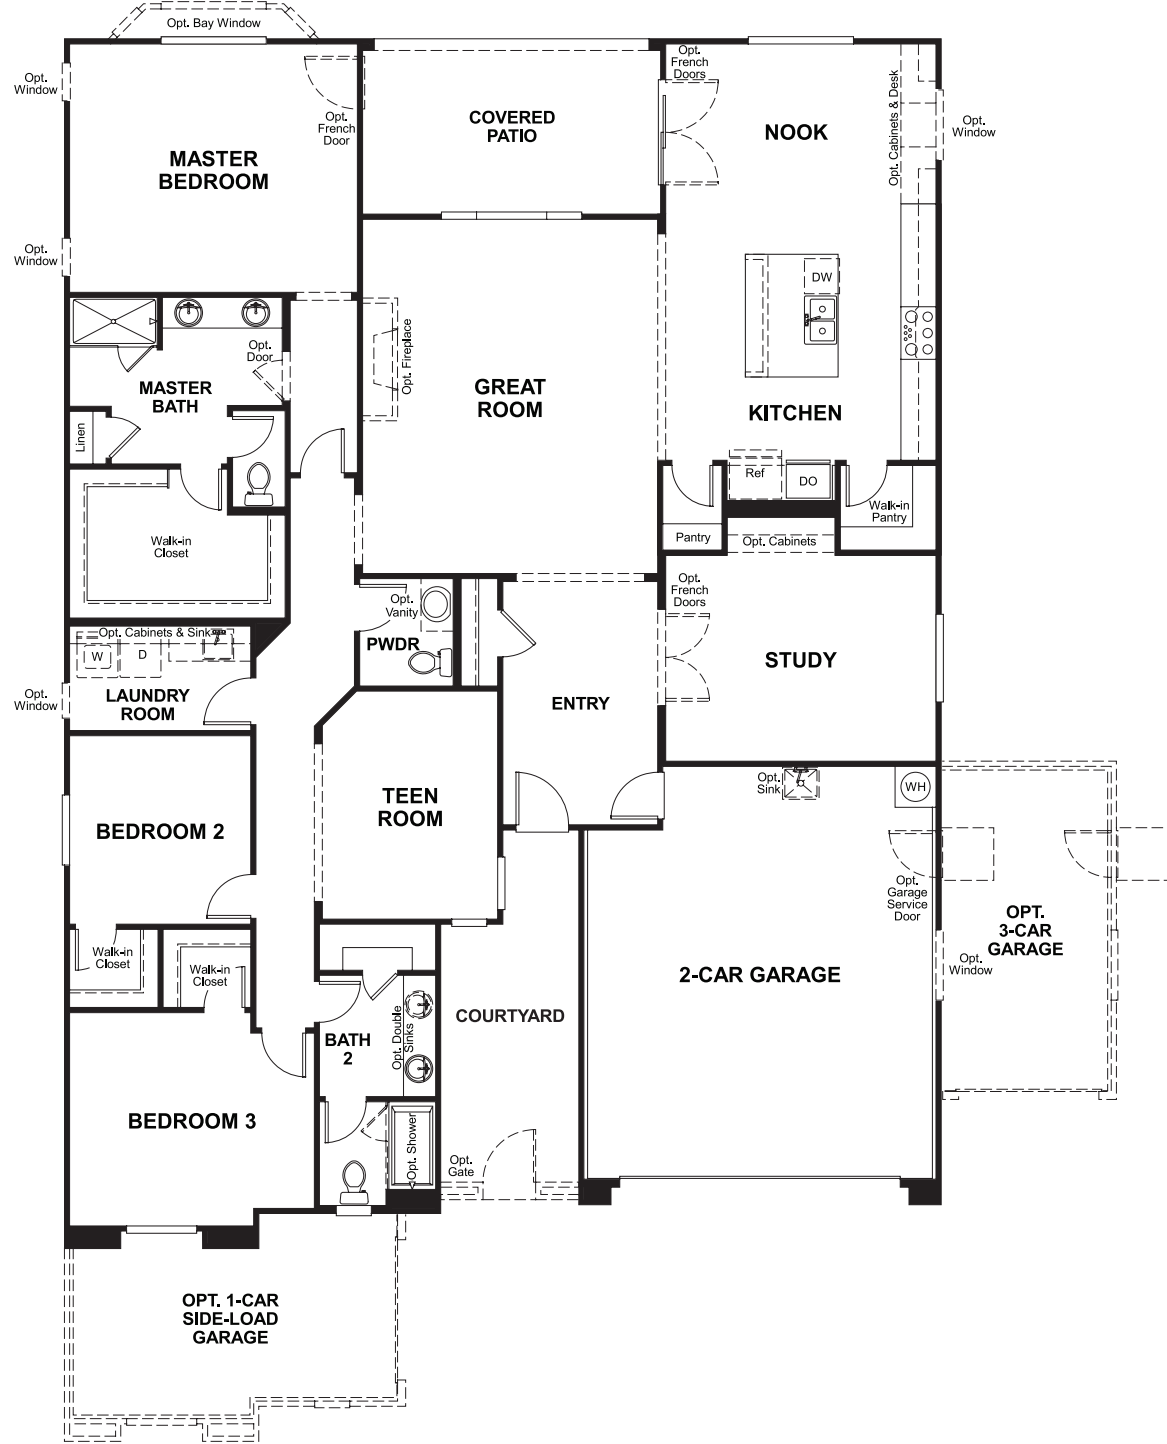 Opt. Bay Window
Opt.
Window
Opt.
French
Door
MASTER
BEDROOM
Opt.
Window
COVERED
PATIO
Opt.
French
Doors
NOOK
Opt. Cabinets & Desk
Opt.
Window
DW
KITCHEN
Opt.
Door
MASTER
BATH
Linen
Opt. Fireplace
GREAT
ROOM
Ref
DO
Walk-in
Pantry
Pantry
Opt. Cabinets
Walk-in
Closet
Opt. Cabinets & Sink
W
D
LAUNDRY
ROOM
Opt.
Window
Opt.
Vanity
PWDR
ENTRY
Opt.
French
Doors
STUDY
TEEN
ROOM
BEDROOM 2
Opt.
Sink
WH
Opt.
Garage
Service
Door
OPT.
3-CAR
GARAGE
Opt.
Window
2-CAR GARAGE
Walk-in
Closet
Walk-in
Closet
COURTYARD
BATH
2
Opt. Double
Sinks
BEDROOM 3
Opt. Shower
Opt.
Gate
OPT. 1-CAR
SIDE-LOAD
GARAGE